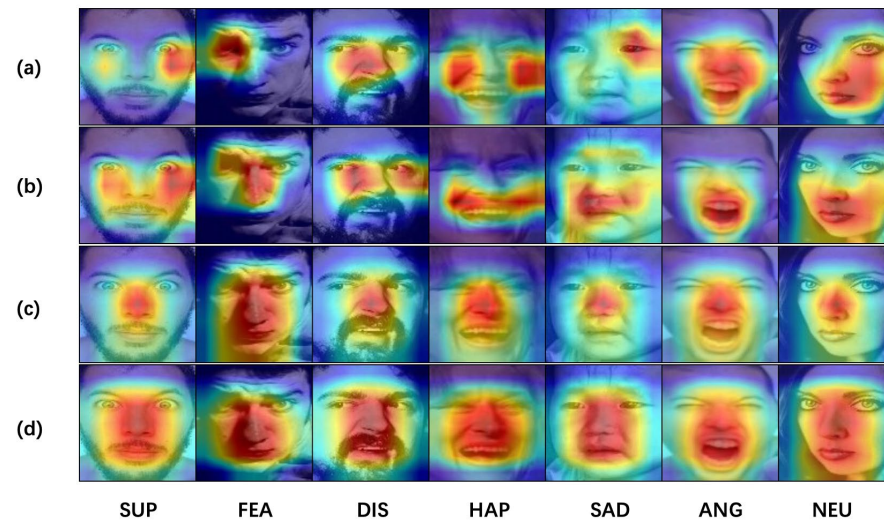 (a)
(b)
(c)
(d)
SUP FEA DIS HAP SAD ANG NEU